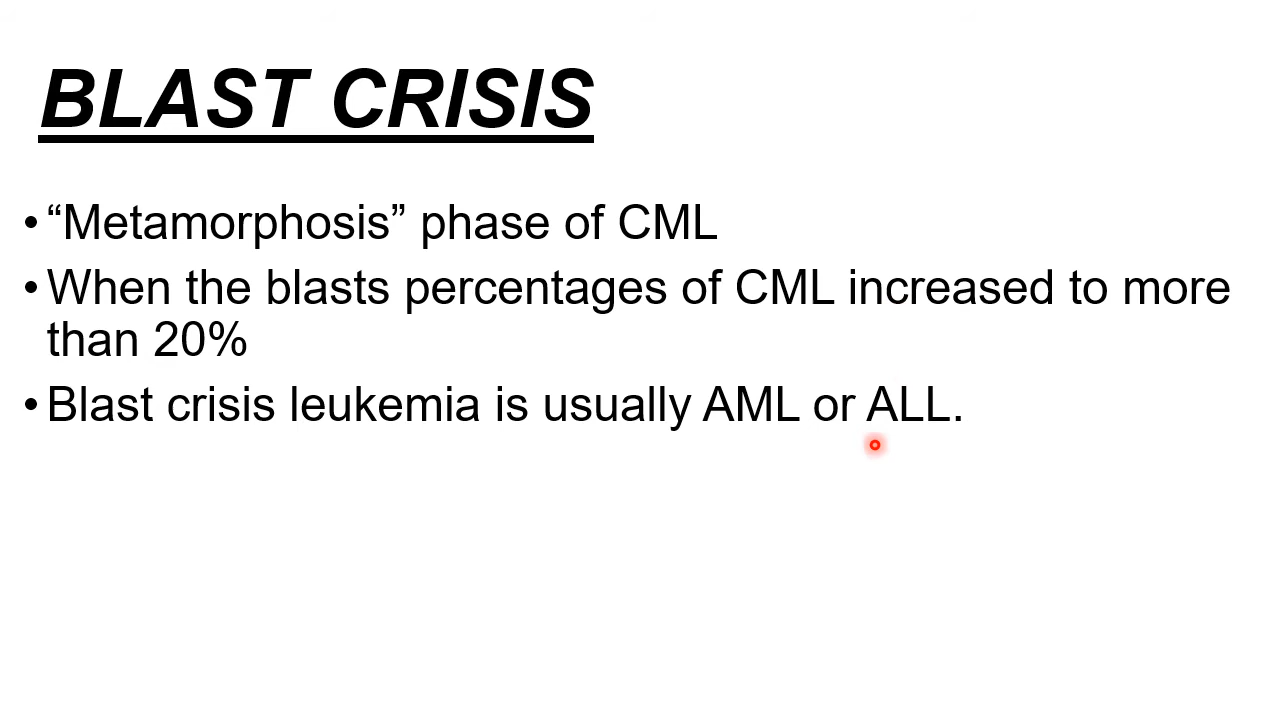 BLAST CRISIS
• “Metamorphosis” phase of CML
• When the blasts percentages of CML increased to more
than 20%
• Blast crisis leukemia is usually AML or ALL.